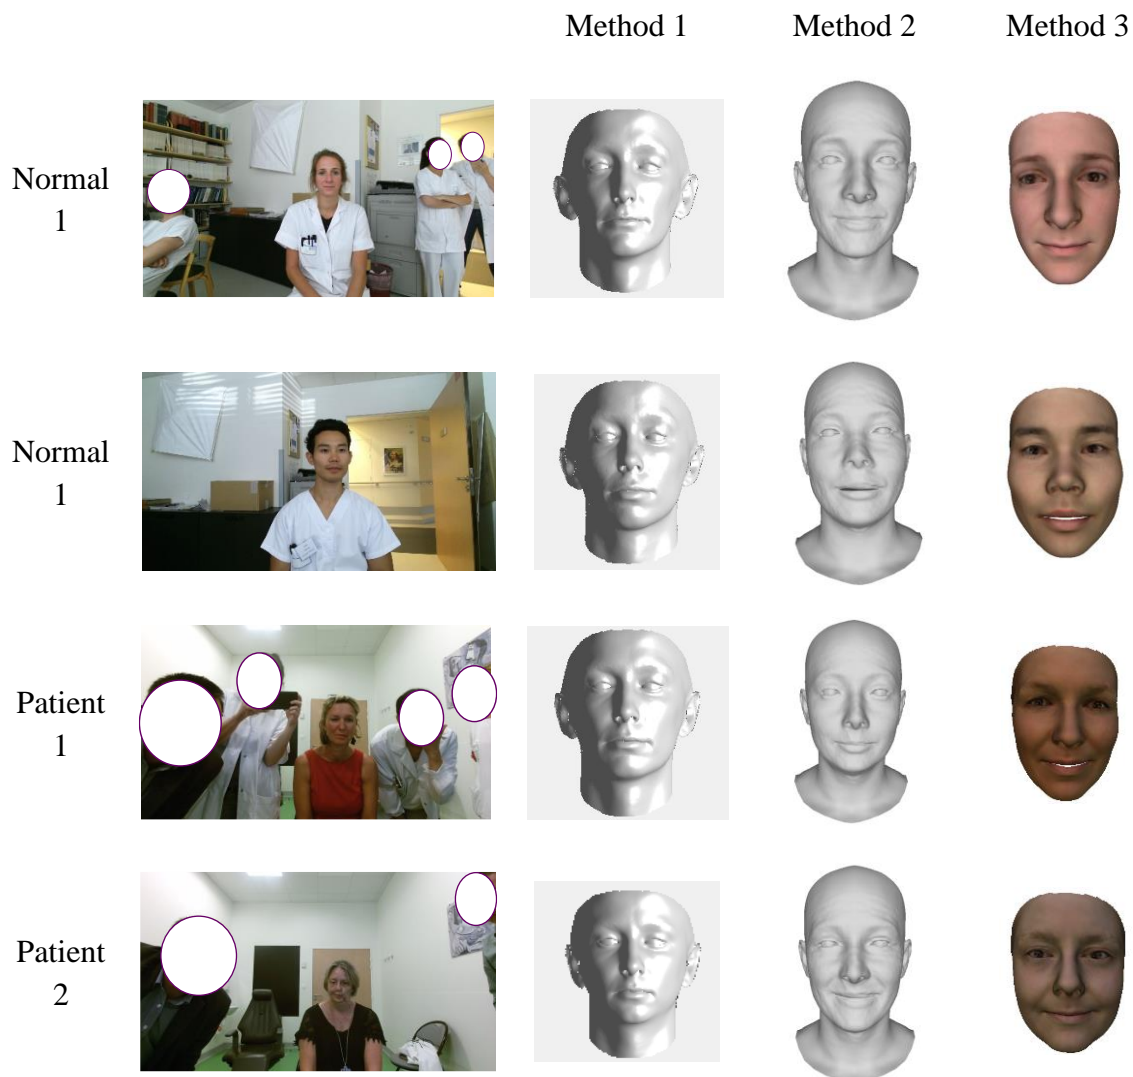 Method 1 Method 2 Method 3
Normal
1
Normal
1
Patient
1
Patient
2